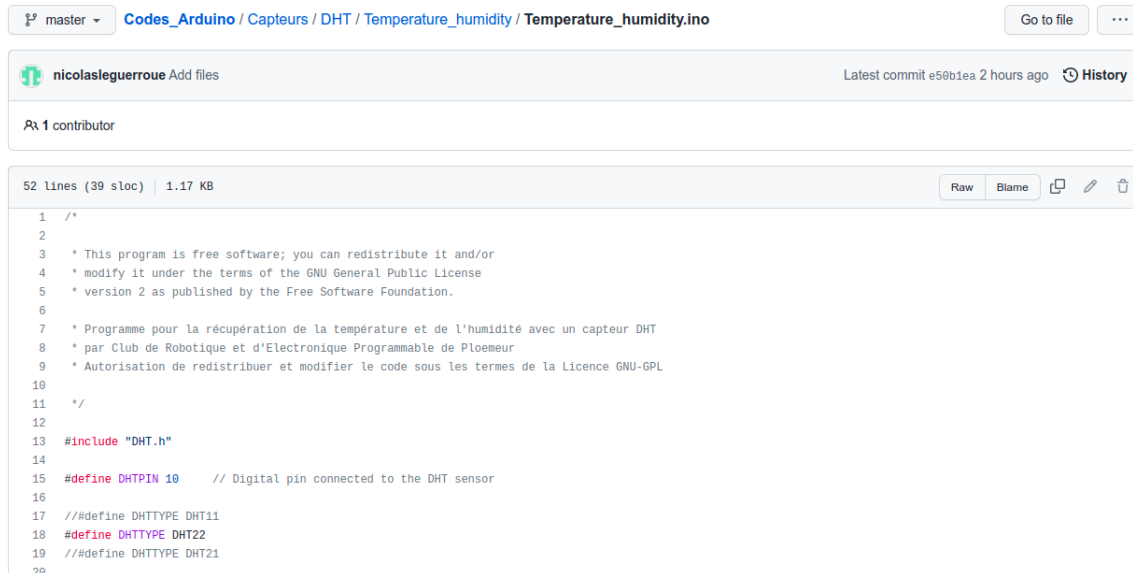 master Codes_Arduino / Capteurs / DHT / Temperature_humidity / Temperature_humidity.ino Go to file ...
nicolasleguerroue Add files Latest commit e50b1ea 2 hours ago History
1 contributor
52 lines (39 sloc) 1.17 KB Raw Blame
1 /*
2
3 * This program is free software; you can redistribute it and/or
4 * modify it under the terms of the GNU General Public License
5 * version 2 as published by the Free Software Foundation.
6
7 * Programme pour la récupération de la température et de l'humidité avec un capteur DHT
8 * par Club de Robotique et d'Electronique Programmable de Ploemeur
9 * Autorisation de redistribuer et modifier le code sous les termes de la Licence GNU-GPL
10
11 */
12
13 #include "DHT.h"
14
15 #define DHTPIN 10 // Digital pin connected to the DHT sensor
16
17 //#define DHTTYPE DHT11
18 #define DHTTYPE DHT22
19 //#define DHTTYPE DHT21
20